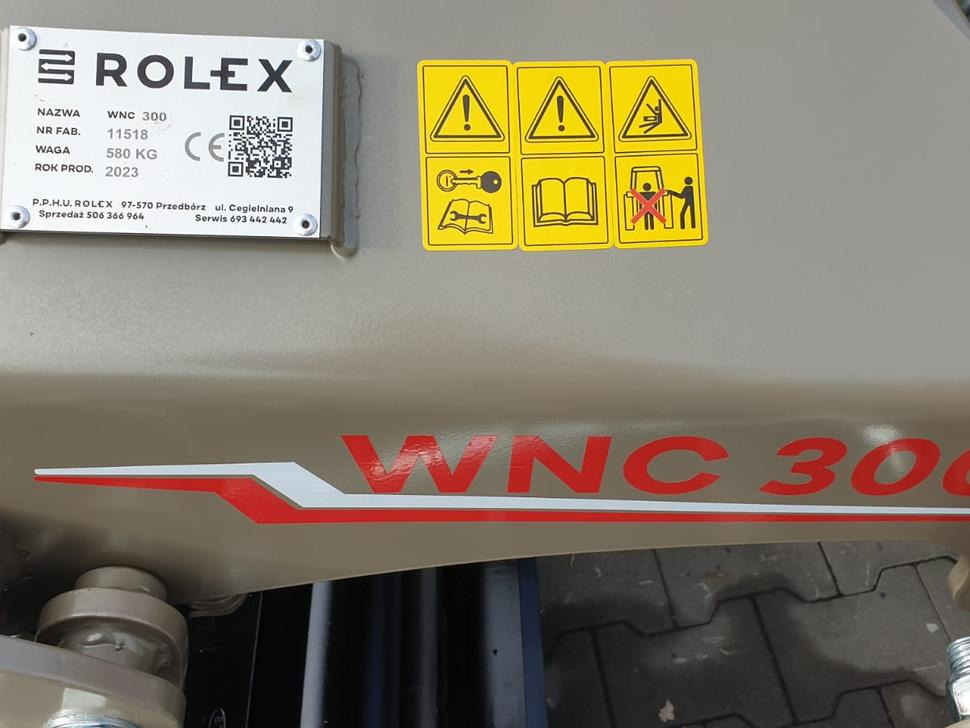 ROLEX
NAZWA WNC 300
NR FAB. 11518
WAGA 580 KG
ROK PROD. 2023
CE
P.P.H.U. ROLEX 97-570 Przedbórz ul. Cegielniana 9
Sprzedaż 506 366 964 Serwis 693 442 442
WNC 300